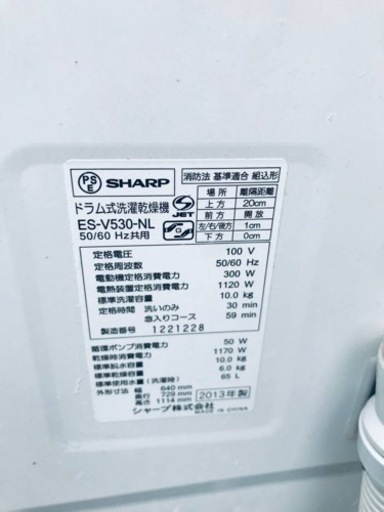 PS
E
SHARP
ドラム式洗濯乾燥機
ES-V530-NL
50/60 Hz共用
S
JET
消防法 基準適合 組込形
場所 離隔距離
上方 20cm
前方 開放
左/右/後方 1cm
下方 0cm
定格電圧 100 V
定格周波数 50/60 Hz
電動機定格消費電力 300 W
電熱装置定格消費電力 1120 W
標準洗濯容量 10.0 kg
定格時間 洗いのみ 30 min
念入りコース 59 min
製造番号 1221228
循環ポンプ消費電力 50 W
乾燥時消費電力 1170 W
標準脱水容量 10.0 kg
標準乾燥容量 6.0 kg
標準使用水量（洗濯時） 65 L
外形寸法 幅 640 mm
奥行 729 mm
高さ 1114 mm
2013年製
シャープ株式会社
MADE IN CHINA